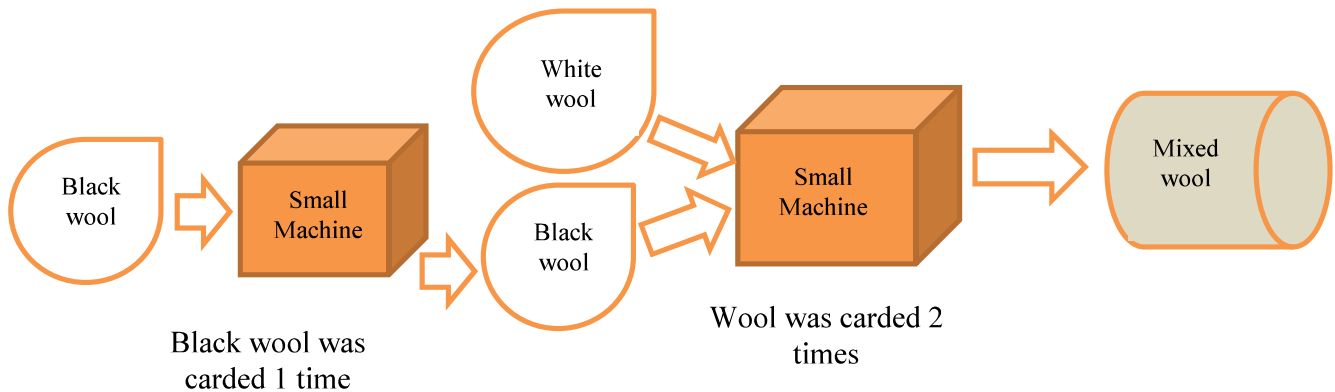 Black
wool
Small
Machine
Black wool was
carded 1 time
White
wool
Black
wool
Small
Machine
Wool was carded 2
times
Mixed
wool